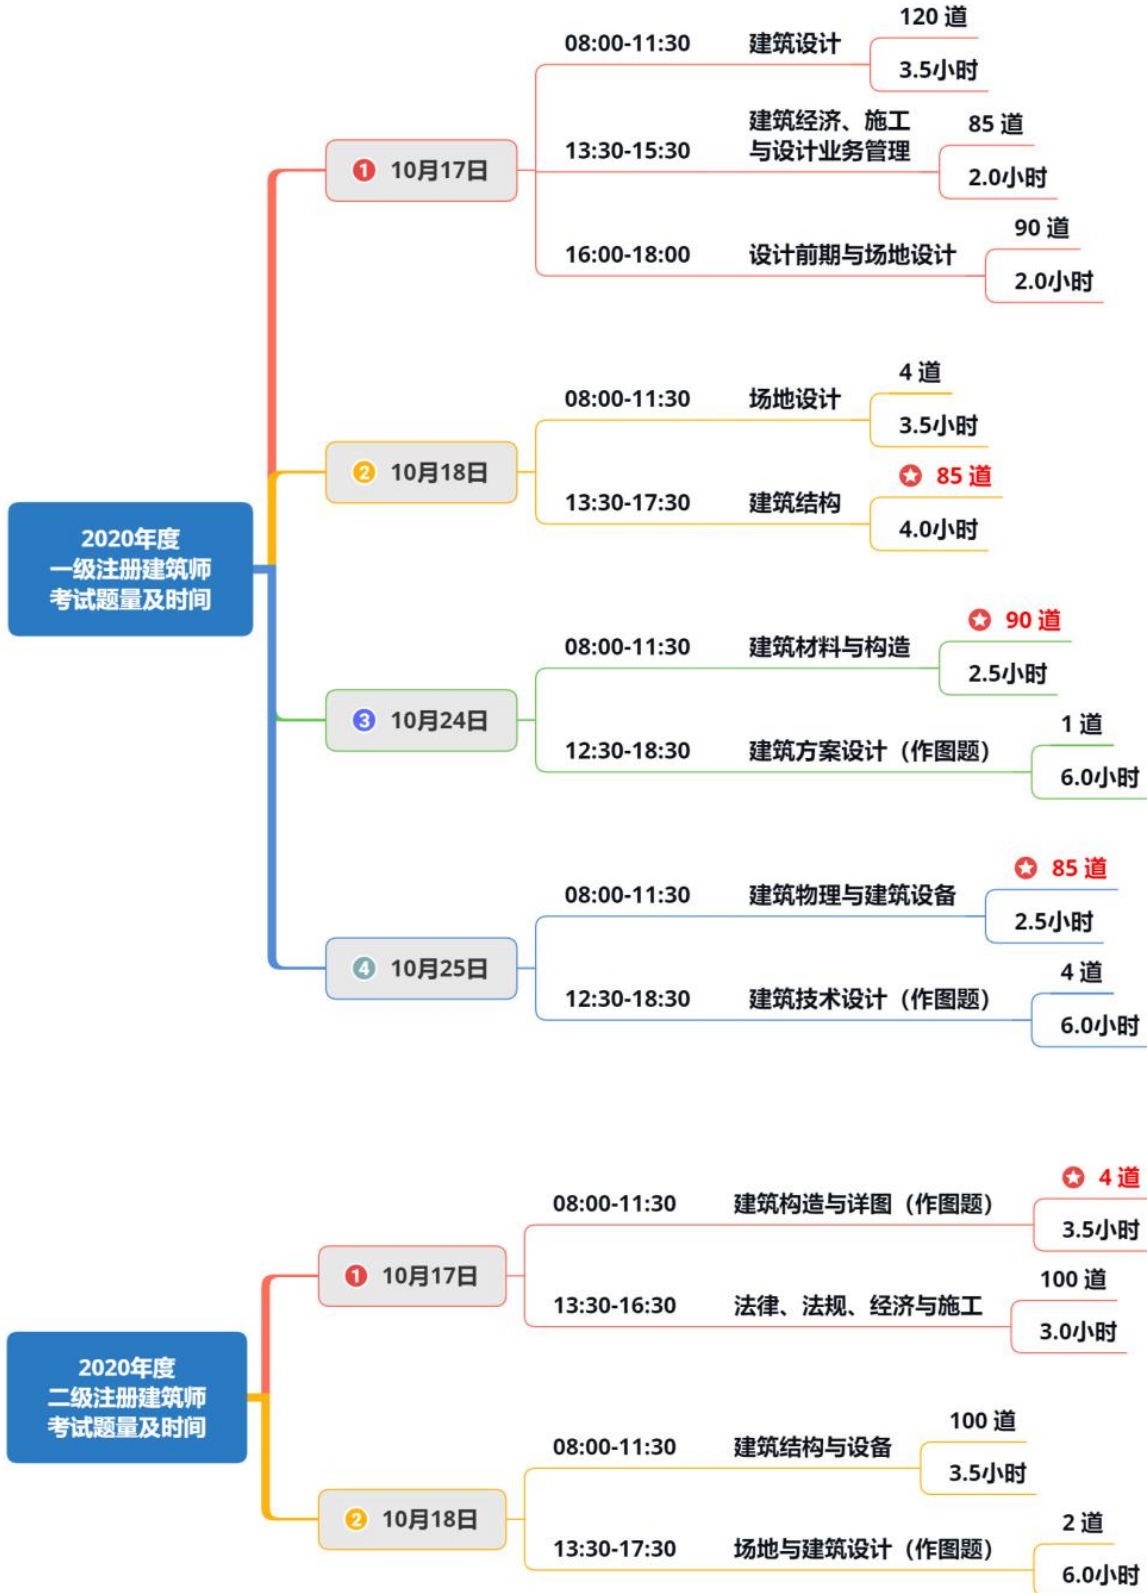 2020年度
一级注册建筑师
考试题量及时间
1 10月17日
08:00-11:30 建筑设计
120 道
3.5小时
13:30-15:30 建筑经济、施工
与设计业务管理
85 道
2.0小时
16:00-18:00 设计前期与场地设计
90 道
2.0小时
2 10月18日
08:00-11:30 场地设计
4 道
3.5小时
13:30-17:30 建筑结构
85 道
4.0小时
3 10月24日
08:00-11:30 建筑材料与构造
90 道
2.5小时
12:30-18:30 建筑方案设计（作图题）
1 道
6.0小时
4 10月25日
08:00-11:30 建筑物理与建筑设备
85 道
2.5小时
12:30-18:30 建筑技术设计（作图题）
4 道
6.0小时
2020年度
二级注册建筑师
考试题量及时间
1 10月17日
08:00-11:30 建筑构造与详图（作图题）
4 道
3.5小时
13:30-16:30 法律、法规、经济与施工
100 道
3.0小时
2 10月18日
08:00-11:30 建筑结构与设备
100 道
3.5小时
13:30-17:30 场地与建筑设计（作图题）
2 道
6.0小时